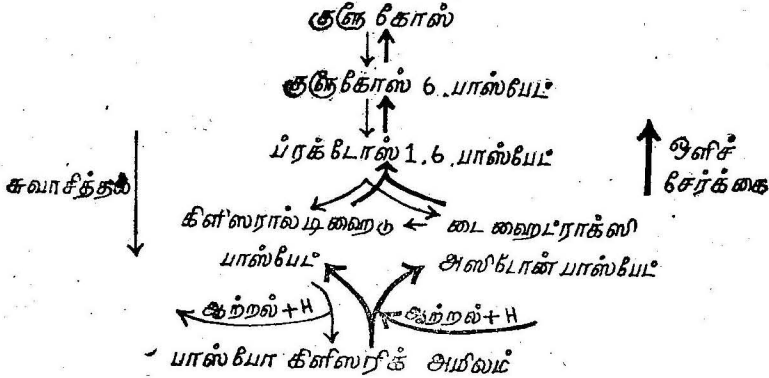 குளூகோஸ்
குளூகோஸ் 6. பாஸ்பேட்
ப்ரக்டோஸ் 1.6. பாஸ்பேட்
ஒளிச்
சேர்க்கை
சுவாசித்தல்
கிளிஸரால்டிஹைடு
பாஸ்பேட்
டை ஹைட்ராக்ஸி
அஸிடோன் பாஸ்பேட்
ஆற்றல் + H
ஆற்றல் + H
பாஸ்போ கிளிஸரிக் அமிலம்